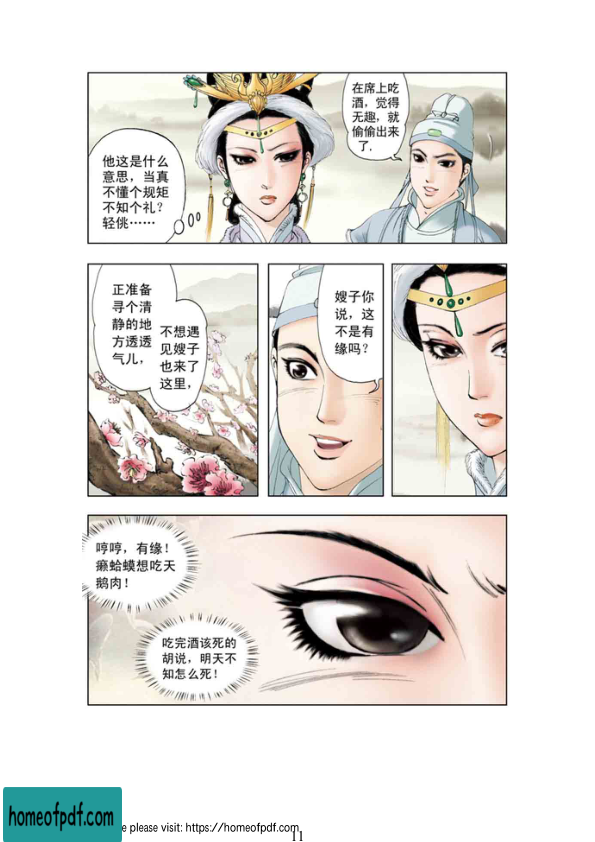 他这是什么
意思，当真
不懂个规矩
不知个礼？
轻佻……
在席上吃
酒，觉得
无趣，就
偷偷出来
了.
正准备
寻个清
静的地
方透透
气儿，
不想遇
见嫂子
也来了
这里，
嫂子你
说，这
不是有
缘吗？
哼哼，有缘！
癞蛤蟆想吃天
鹅肉！
吃完酒该死的
胡说，明天不
知怎么死！
homeofpdf.com
e please visit: https://homeofpdf.com
11